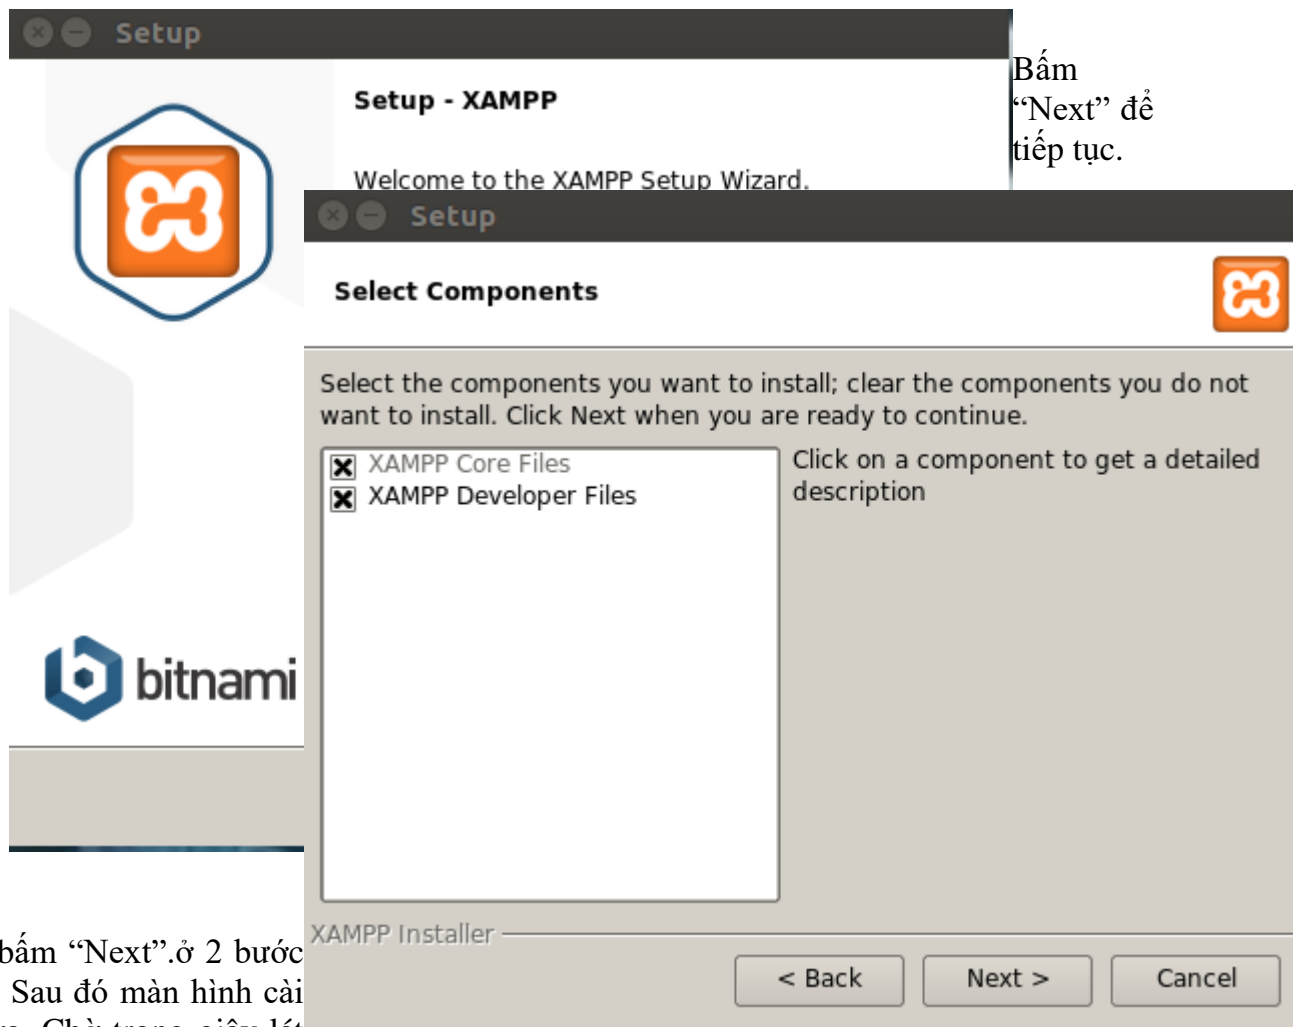 Setup
Setup - XAMPP
Welcome to the XAMPP Setup Wizard.
Bấm
“Next” để
tiếp tục.
Setup
Select Components
Select the components you want to install; clear the components you do not
want to install. Click Next when you are ready to continue.
XAMPP Core Files
XAMPP Developer Files
Click on a component to get a detailed
description
bitnami
XAMPP Installer
< Back
Next >
Cancel
bấm “Next”.ở 2 bước
Sau đó màn hình cài